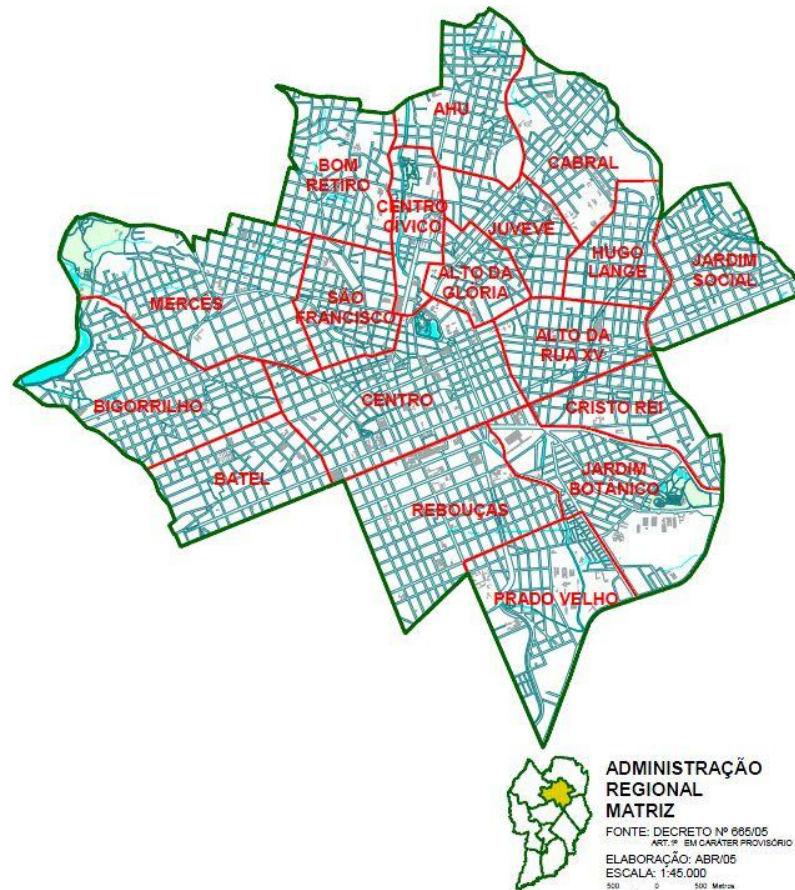 AHU
CABRAL
BOM
RETIRO
CENTRO
CÍVICO
JUVEVÊ
HUGO
LANGE
JARDIM
SOCIAL
ALTO DA
GLÓRIA
MERCÊS
SÃO
FRANCISCO
ALTO DA
RUA XV
BIGORRILHO
CENTRO
CRISTO REI
BATEL
JARDIM
BOTÂNICO
REBOUÇAS
PRADO VELHO
ADMINISTRAÇÃO
REGIONAL
MATRIZ
FONTE: DECRETO Nº 665/05
ART.1º EM CARÁTER PROVISÓRIO
ELABORAÇÃO: ABR/05
ESCALA: 1:45.000
500 0 500 Metros